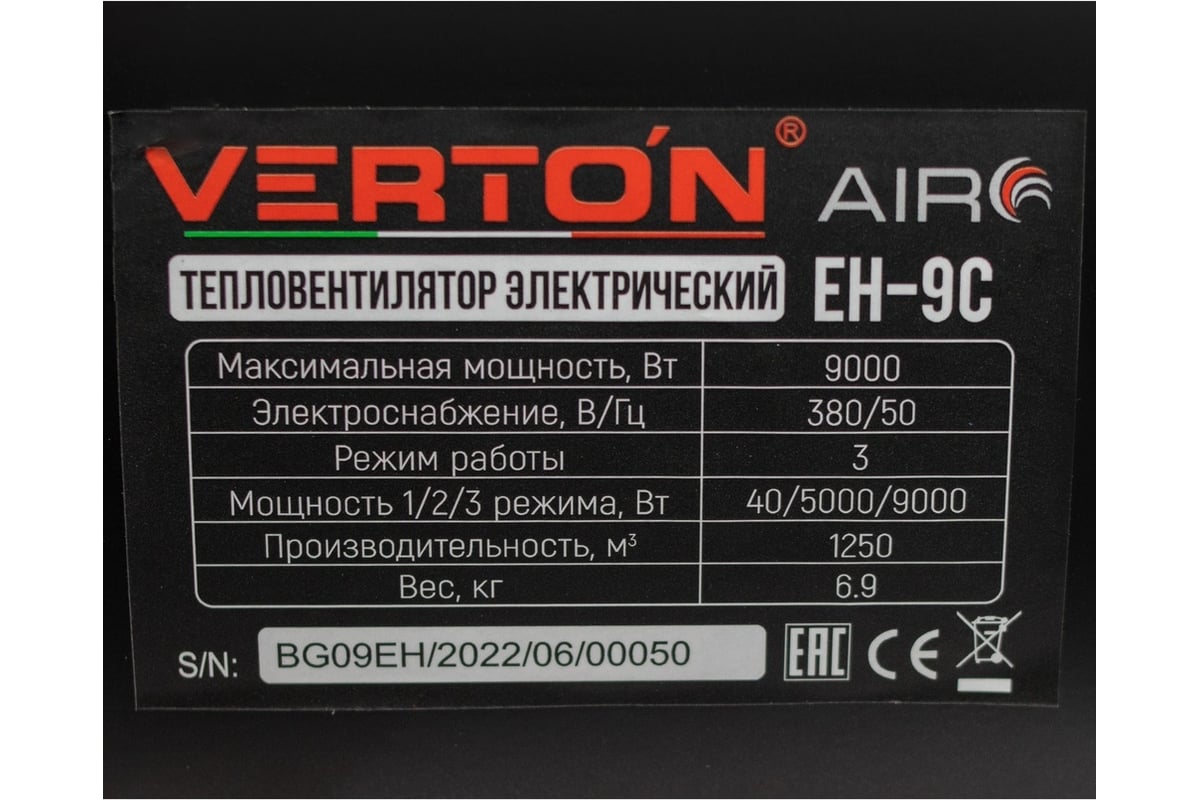 VERTO'N® AIR
ТЕПЛОВЕНТИЛЯТОР ЭЛЕКТРИЧЕСКИЙ EH-9C
Максимальная мощность, Вт 9000
Электроснабжение, В/Гц 380/50
Режим работы 3
Мощность 1/2/3 режима, Вт 40/5000/9000
Производительность, м³ 1250
Вес, кг 6.9
S/N: BG09EH/2022/06/00050 EAC CE